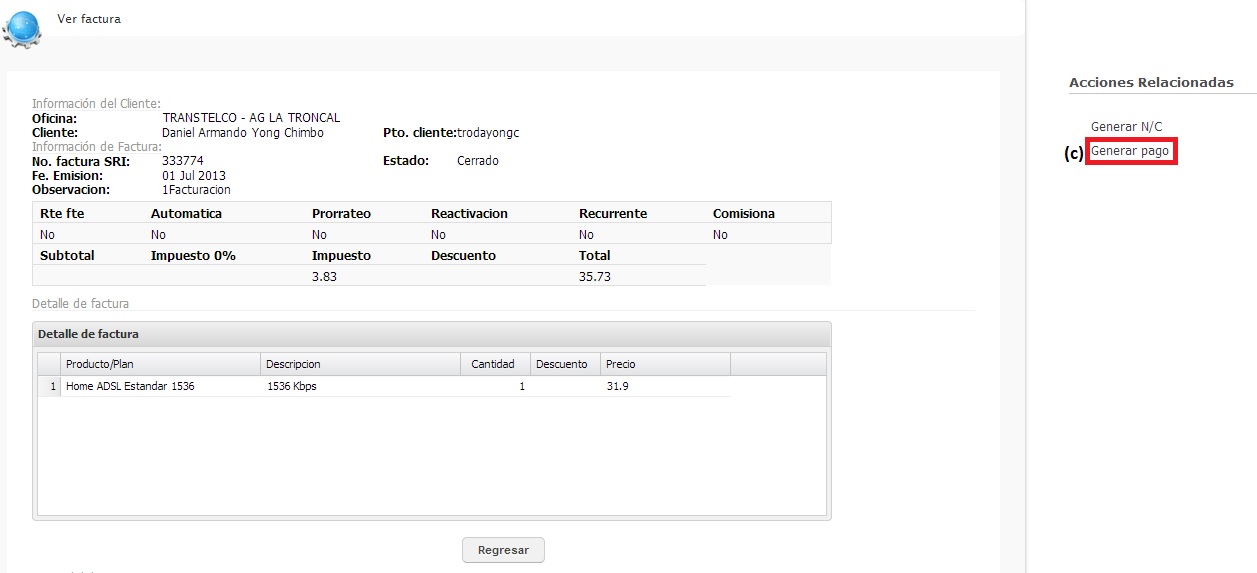 Ver factura
Acciones Relacionadas
Generar N/C
(c) Generar pago
Información del Cliente:
Oficina: TRANSTELCO - AG LA TRONCAL
Cliente: Daniel Armando Yong Chimbo Pto. cliente:trodayongc
Información de Factura:
No. factura SRI: 333774 Estado: Cerrado
Fe. Emision: 01 Jul 2013
Observacion: 1Facturacion
Rte fte Automatica Prorrateo Reactivacion Recurrente Comisiona
No No No No No No
Subtotal Impuesto 0% Impuesto Descuento Total
3.83 35.73
Detalle de factura
Detalle de factura
Producto/Plan Descripcion Cantidad Descuento Precio
1 Home ADSL Estandar 1536 1536 Kbps 1 31.9
Regresar